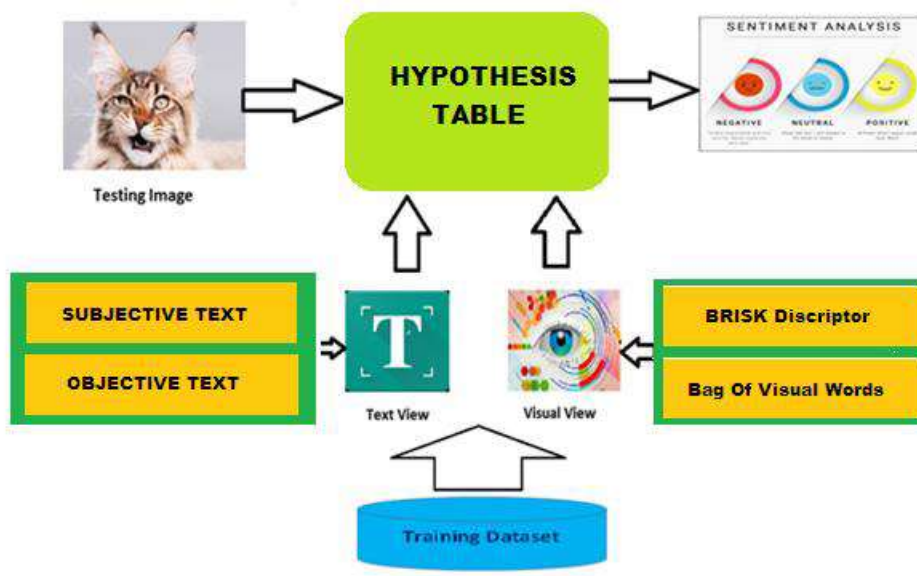 SENTIMENT ANALYSIS
HYPOTHESIS
TABLE
NEGATIVE
NEUTRAL
POSITIVE
Testing Image
SUBJECTIVE TEXT
OBJECTIVE TEXT
T
Text View
Visual View
BRISK Discriptor
Bag Of Visual Words
Training Dataset